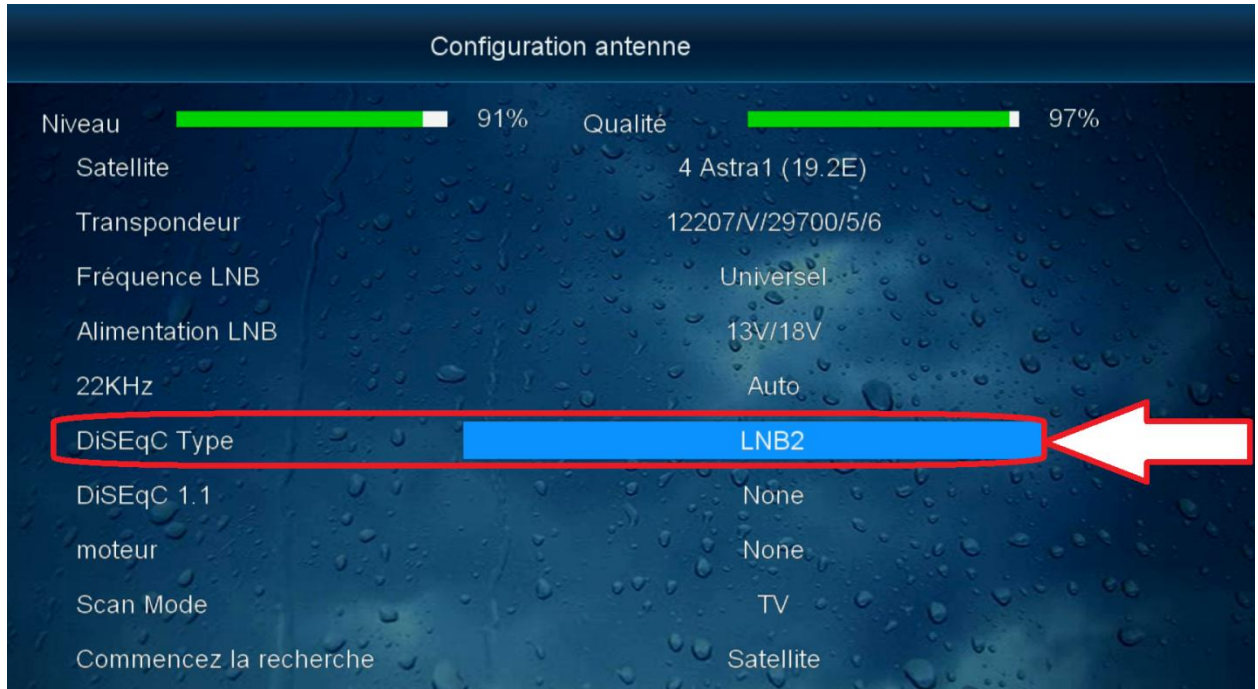 Configuration antenne
Niveau 91% Qualité 97%
Satellite 4 Astra1 (19.2E)
Transpondeur 12207/V/29700/5/6
Fréquence LNB Universel
Alimentation LNB 13V/18V
22KHz Auto
DiSEqC Type LNB2
DiSEqC 1.1 None
moteur None
Scan Mode TV
Commencez la recherche Satellite